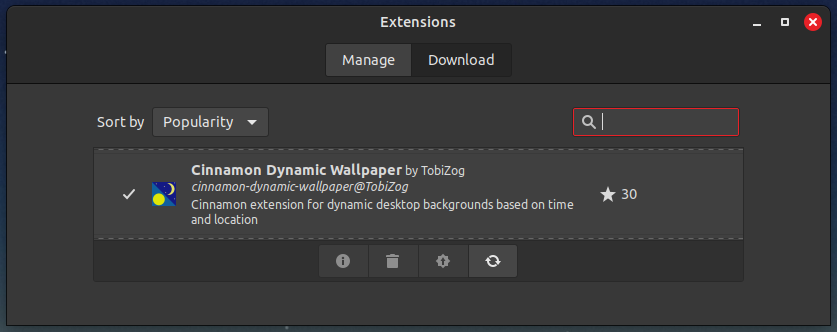 Extensions
Manage Download
Sort by Popularity
Cinnamon Dynamic Wallpaper by TobiZog
cinnamon-dynamic-wallpaper@TobiZog
30
Cinnamon extension for dynamic desktop backgrounds based on time
and location